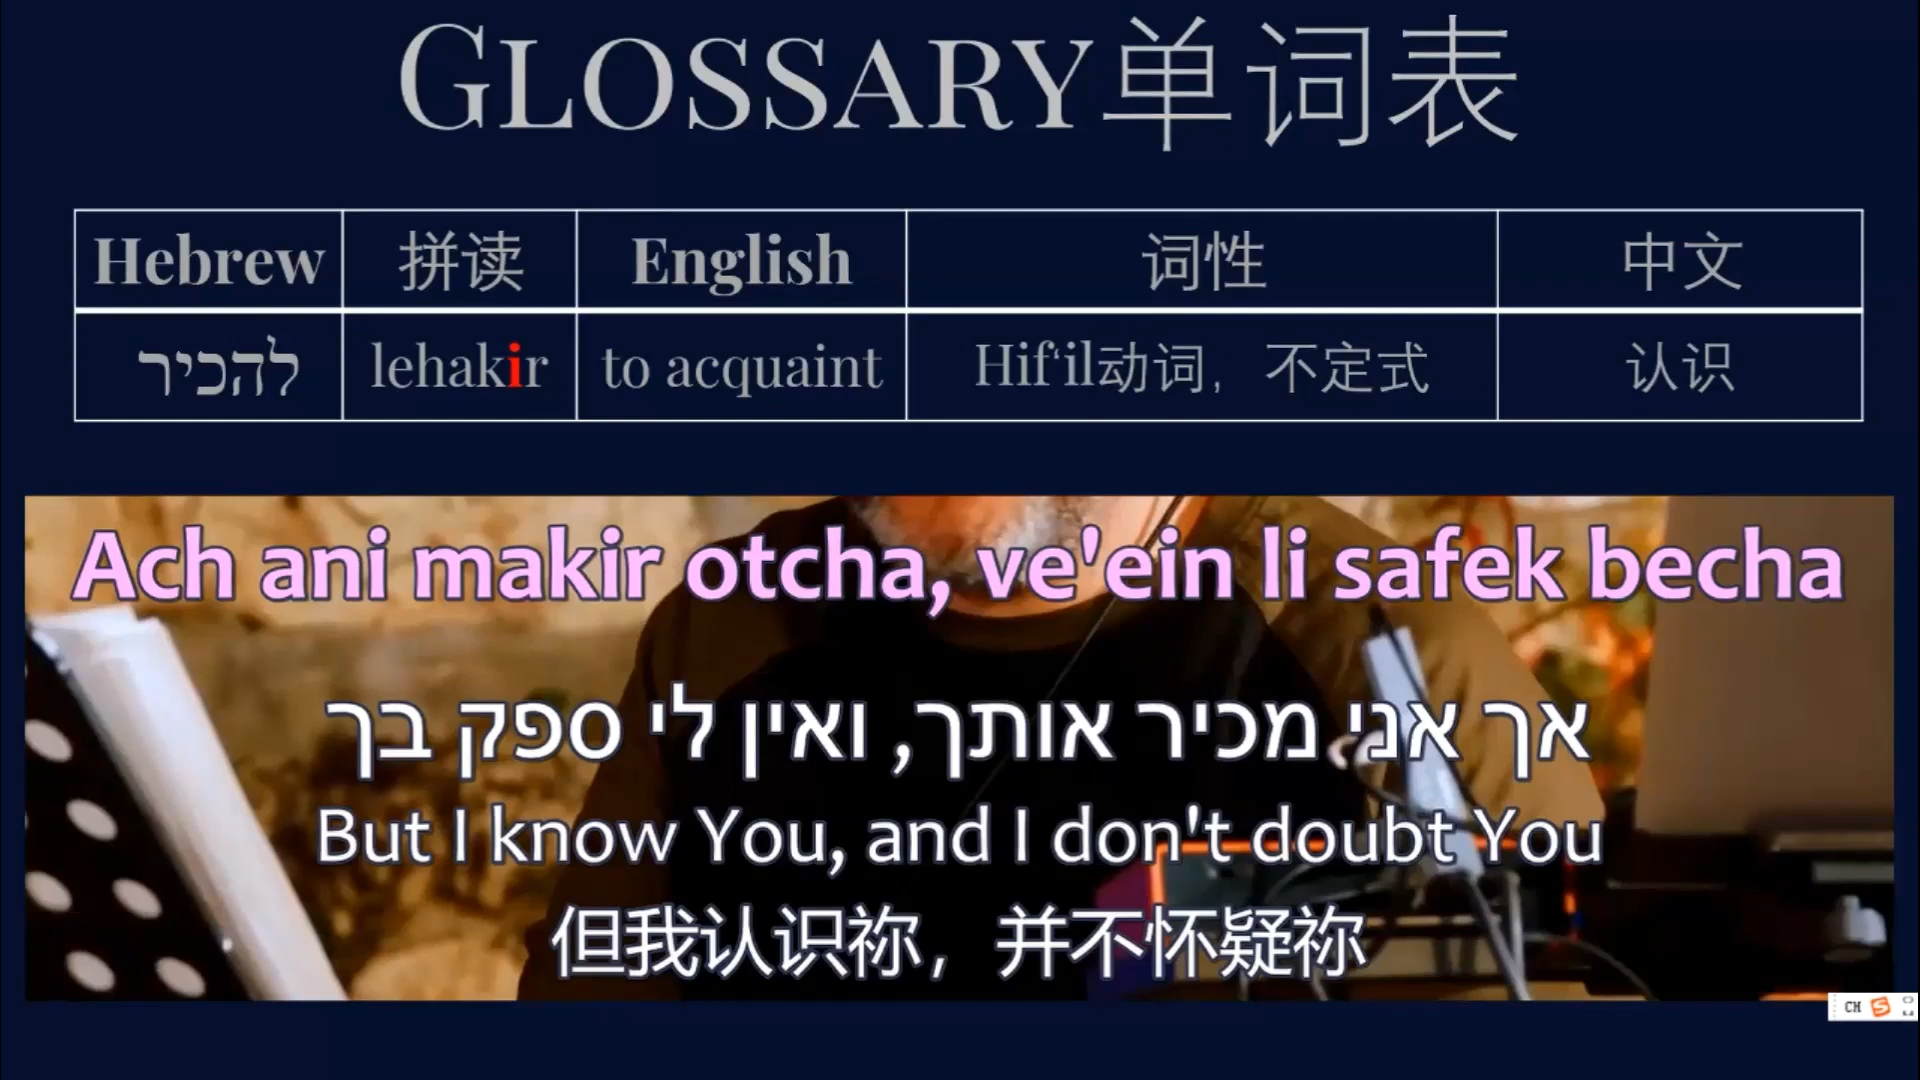 GLOSSARY单词表
Hebrew 拼读 English 词性 中文
להכיר lehakir to acquaint Hif‘il动词，不定式 认识
Ach ani makir otcha, ve'ein li safek becha
אך אני מכיר אותך, ואין לי ספק בך
But I know You, and I don't doubt You
但我认识祢，并不怀疑祢
CH